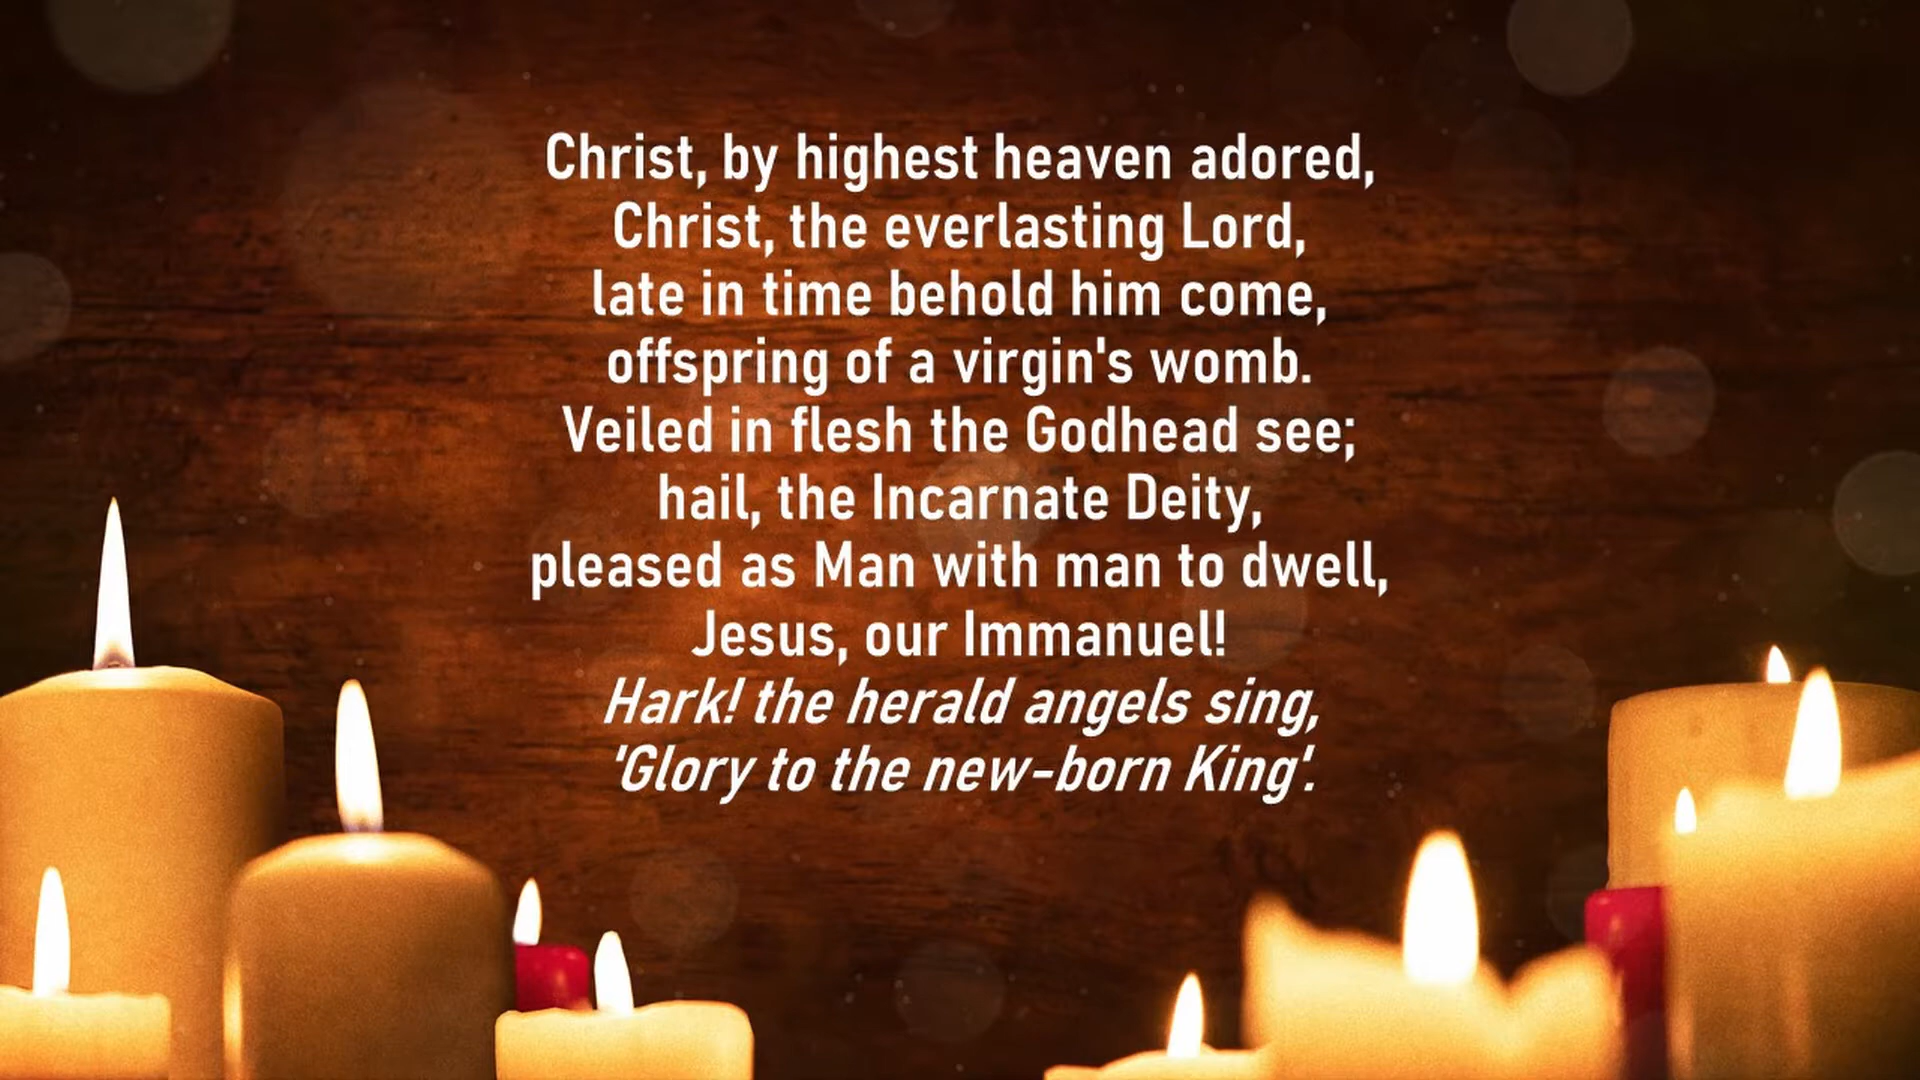 Christ, by highest heaven adored,
Christ, the everlasting Lord,
late in time behold him come,
offspring of a virgin's womb.
Veiled in flesh the Godhead see;
hail, the Incarnate Deity,
pleased as Man with man to dwell,
Jesus, our Immanuel!
Hark! the herald angels sing,
'Glory to the new-born King'.